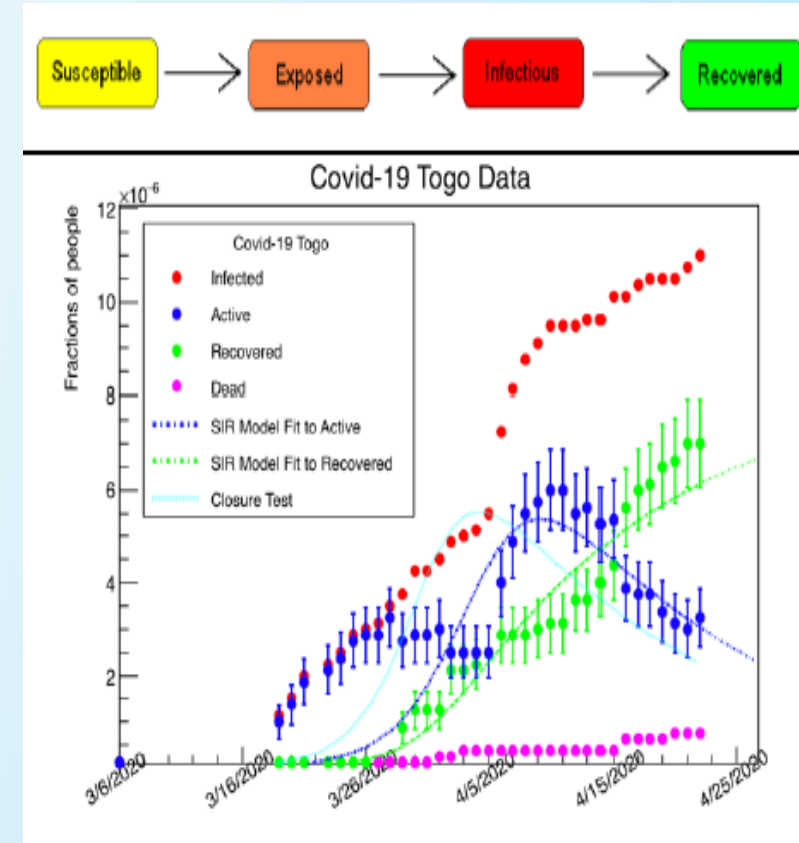 Susceptible Exposed Infectious Recovered
Covid-19 Togo Data
×10⁻⁶
Fractions of people
12
10
8
6
4
2
Covid-19 Togo
Infected
Active
Recovered
Dead
SIR Model Fit to Active
SIR Model Fit to Recovered
Closure Test
3/6/2020 3/16/2020 3/26/2020 4/5/2020 4/15/2020 4/25/2020